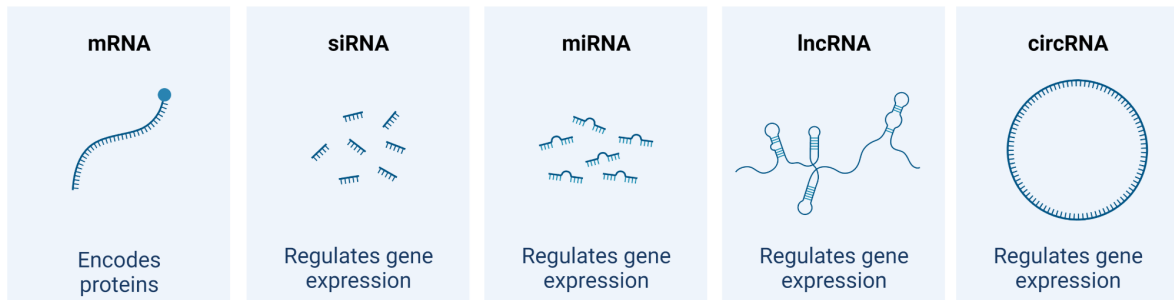 mRNA
Encodes
proteins
siRNA
Regulates gene
expression
miRNA
Regulates gene
expression
lncRNA
Regulates gene
expression
circRNA
Regulates gene
expression